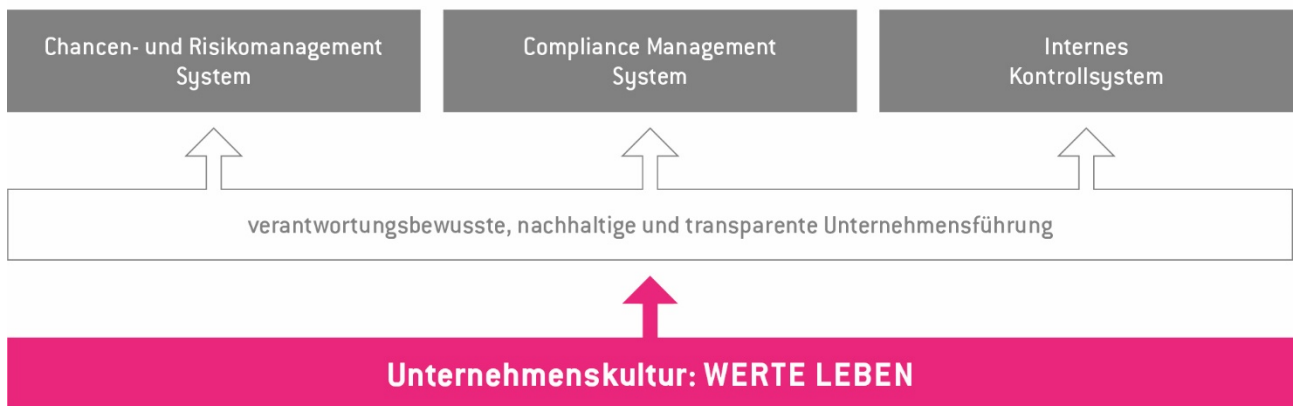 Chancen- und Risikomanagement
System
Compliance Management
System
Internes
Kontrollsystem
verantwortungsbewusste, nachhaltige und transparente Unternehmensführung
Unternehmenskultur: WERTE LEBEN